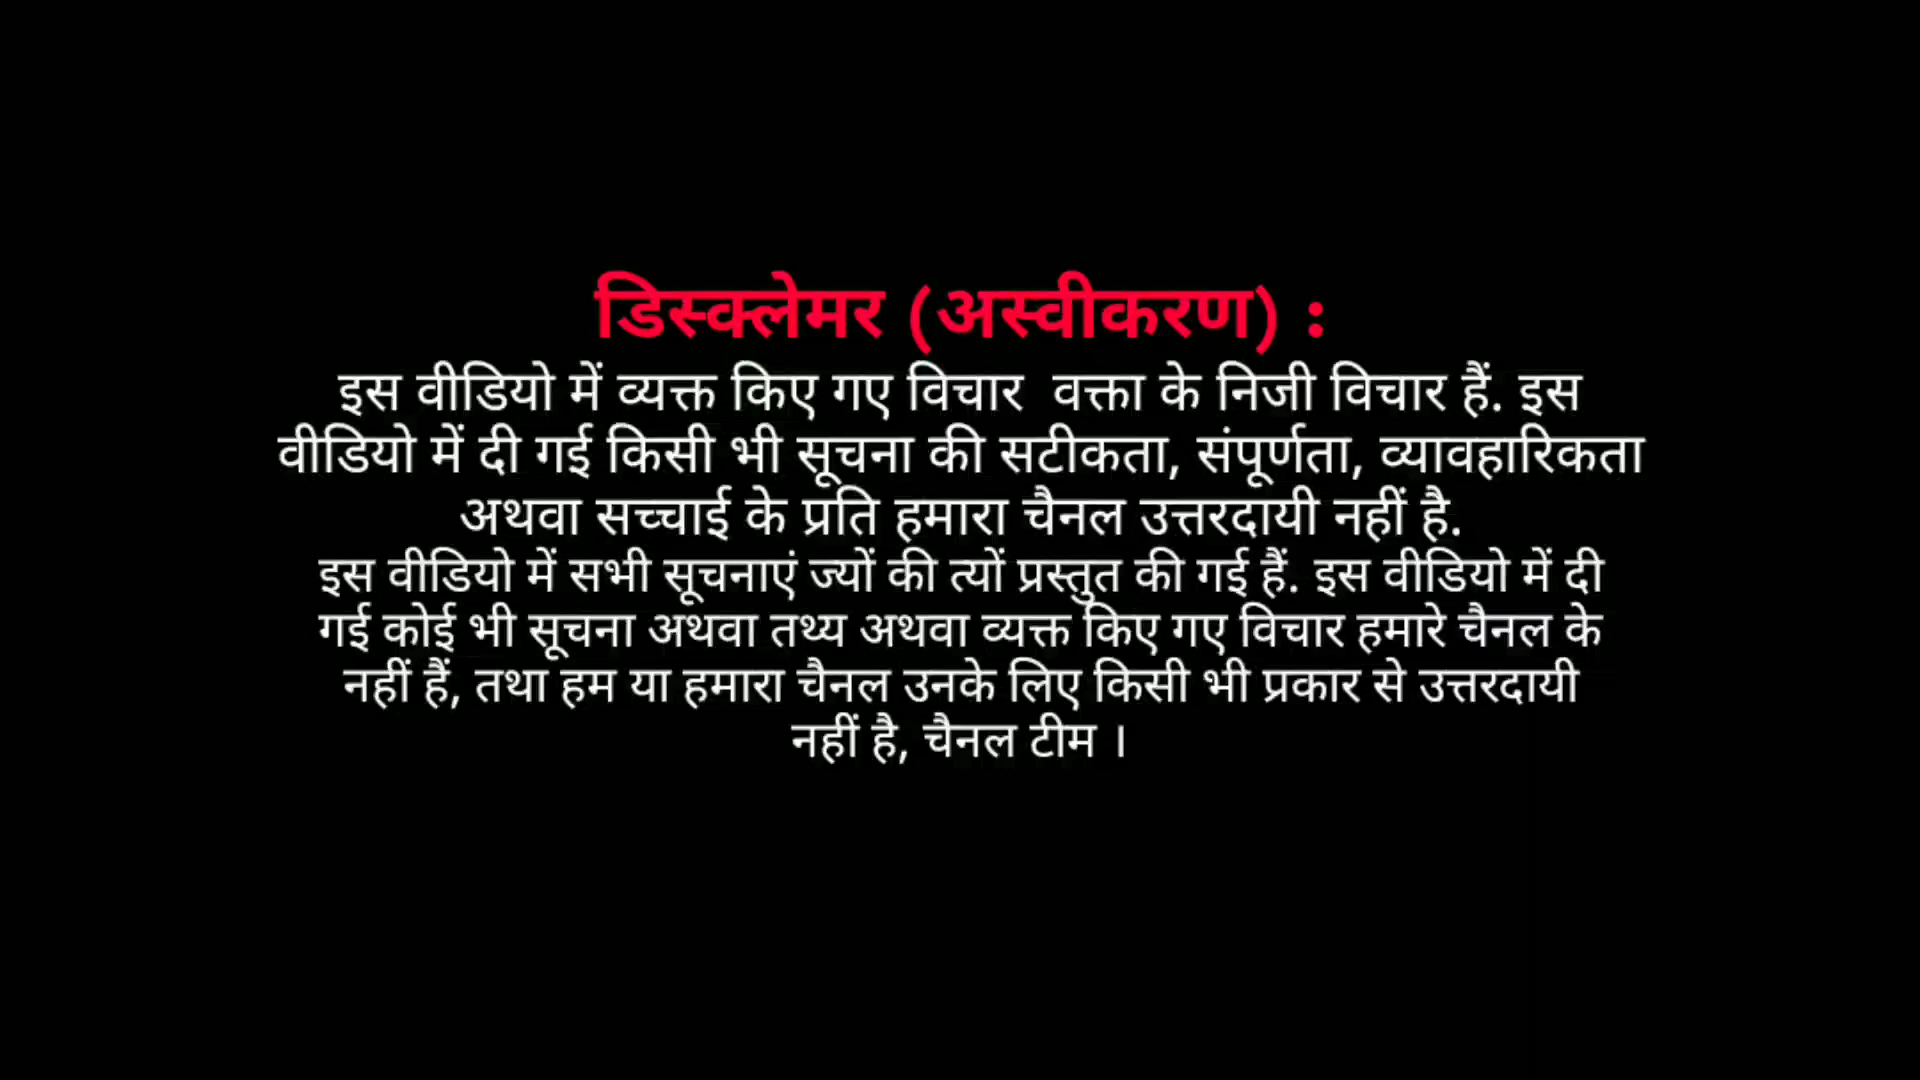 डिस्क्लेमर (अस्वीकरण) :
इस वीडियो में व्यक्त किए गए विचार वक्ता के निजी विचार हैं. इस
वीडियो में दी गई किसी भी सूचना की सटीकता, संपूर्णता, व्यावहारिकता
अथवा सच्चाई के प्रति हमारा चैनल उत्तरदायी नहीं है.
इस वीडियो में सभी सूचनाएं ज्यों की त्यों प्रस्तुत की गई हैं. इस वीडियो में दी
गई कोई भी सूचना अथवा तथ्य अथवा व्यक्त किए गए विचार हमारे चैनल के
नहीं हैं, तथा हम या हमारा चैनल उनके लिए किसी भी प्रकार से उत्तरदायी
नहीं है, चैनल टीम ।